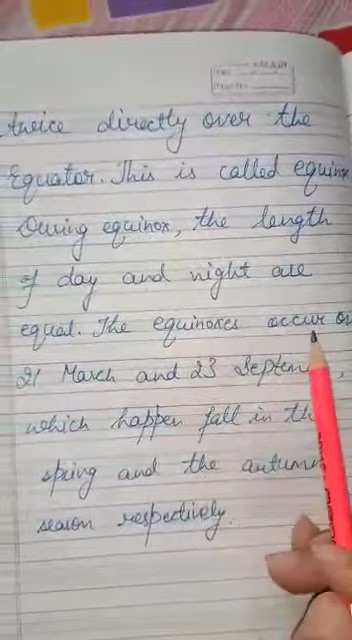 twice directly over the
Equator. This is called equinox
During equinox, the length
of day and night are
equal. The equinoxes occur on
21 March and 23 Septem
which happen fall in th
spring and the autumn
season respectively.